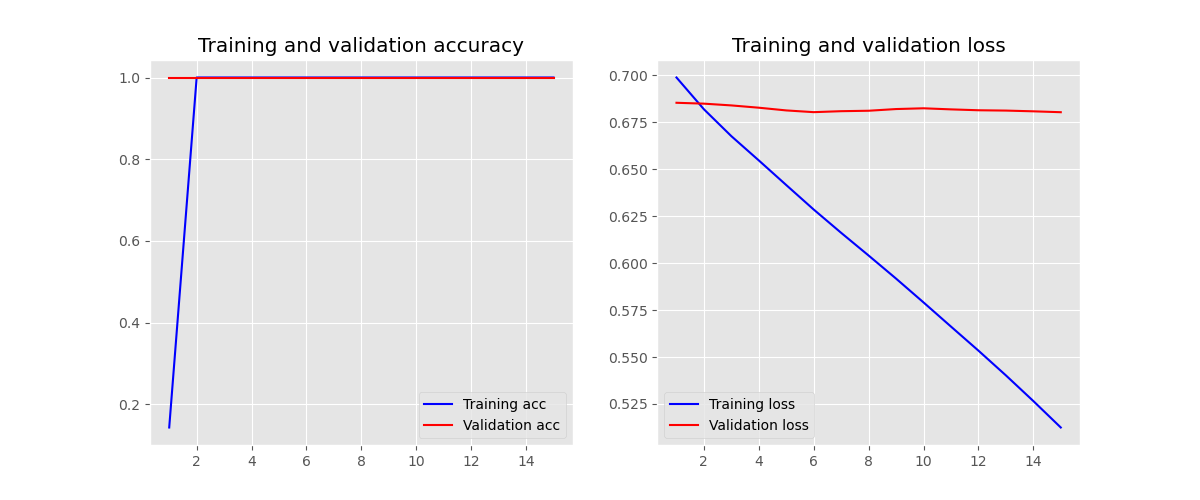 Training and validation accuracy
1.0
0.8
0.6
0.4
0.2
2 4 6 8 10 12 14
Training acc
Validation acc
Training and validation loss
0.700
0.675
0.650
0.625
0.600
0.575
0.550
0.525
2 4 6 8 10 12 14
Training loss
Validation loss